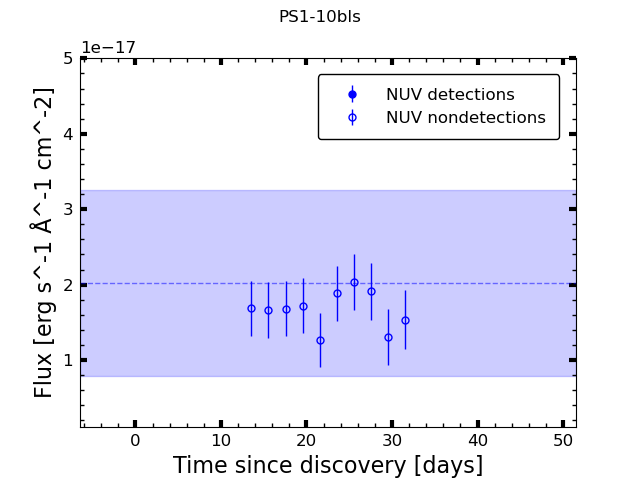 PS1-10bls
1e−17
5
4
3
2
1
Flux [erg s^-1 Å^-1 cm^-2]
NUV detections
NUV nondetections
0 10 20 30 40 50
Time since discovery [days]